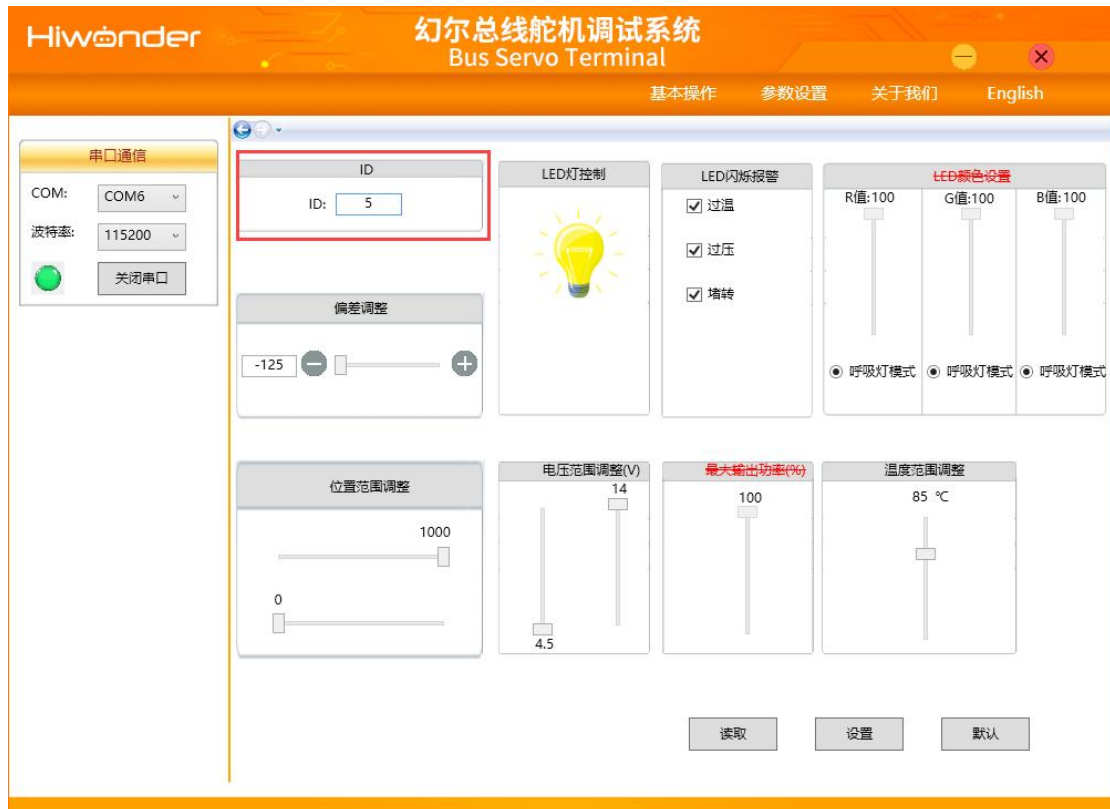 Hiwonder
幻尔总线舵机调试系统
Bus Servo Terminal
基本操作 参数设置 关于我们 English
串口通信
COM: COM6
波特率: 115200
关闭串口
ID
ID: 5
LED灯控制
LED闪烁报警
过温
过压
堵转
LED颜色设置
R值:100 G值:100 B值:100
呼吸灯模式 呼吸灯模式 呼吸灯模式
偏差调整
-125
位置范围调整
1000
0
电压范围调整(V)
14
4.5
最大输出功率(%)
100
温度范围调整
85 ℃
读取 设置 默认